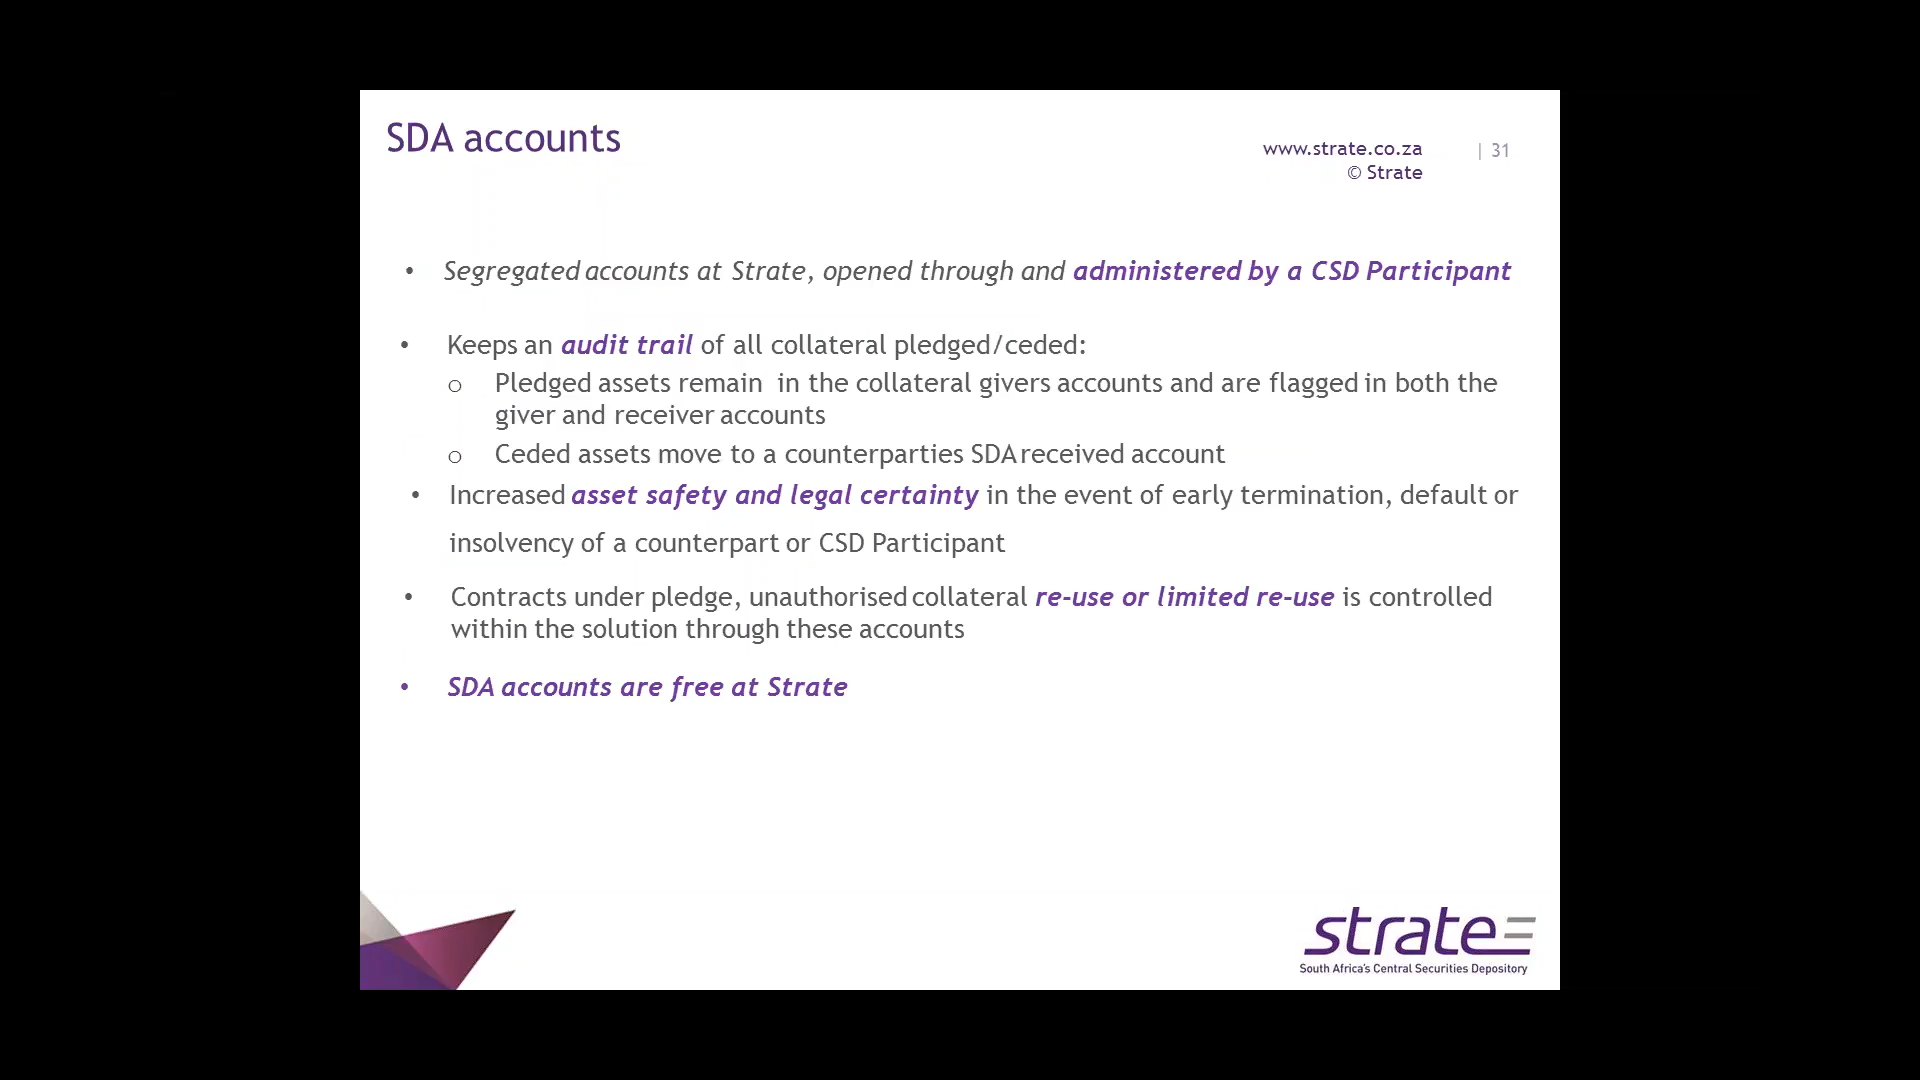 SDA accounts
www.strate.co.za
| 31
© Strate
• Segregated accounts at Strate, opened through and administered by a CSD Participant
• Keeps an audit trail of all collateral pledged/ceded:
o Pledged assets remain in the collateral givers accounts and are flagged in both the
giver and receiver accounts
o Ceded assets move to a counterparties SDA received account
• Increased asset safety and legal certainty in the event of early termination, default or
insolvency of a counterpart or CSD Participant
• Contracts under pledge, unauthorised collateral re-use or limited re-use is controlled
within the solution through these accounts
• SDA accounts are free at Strate
strate
South Africa's Central Securities Depository